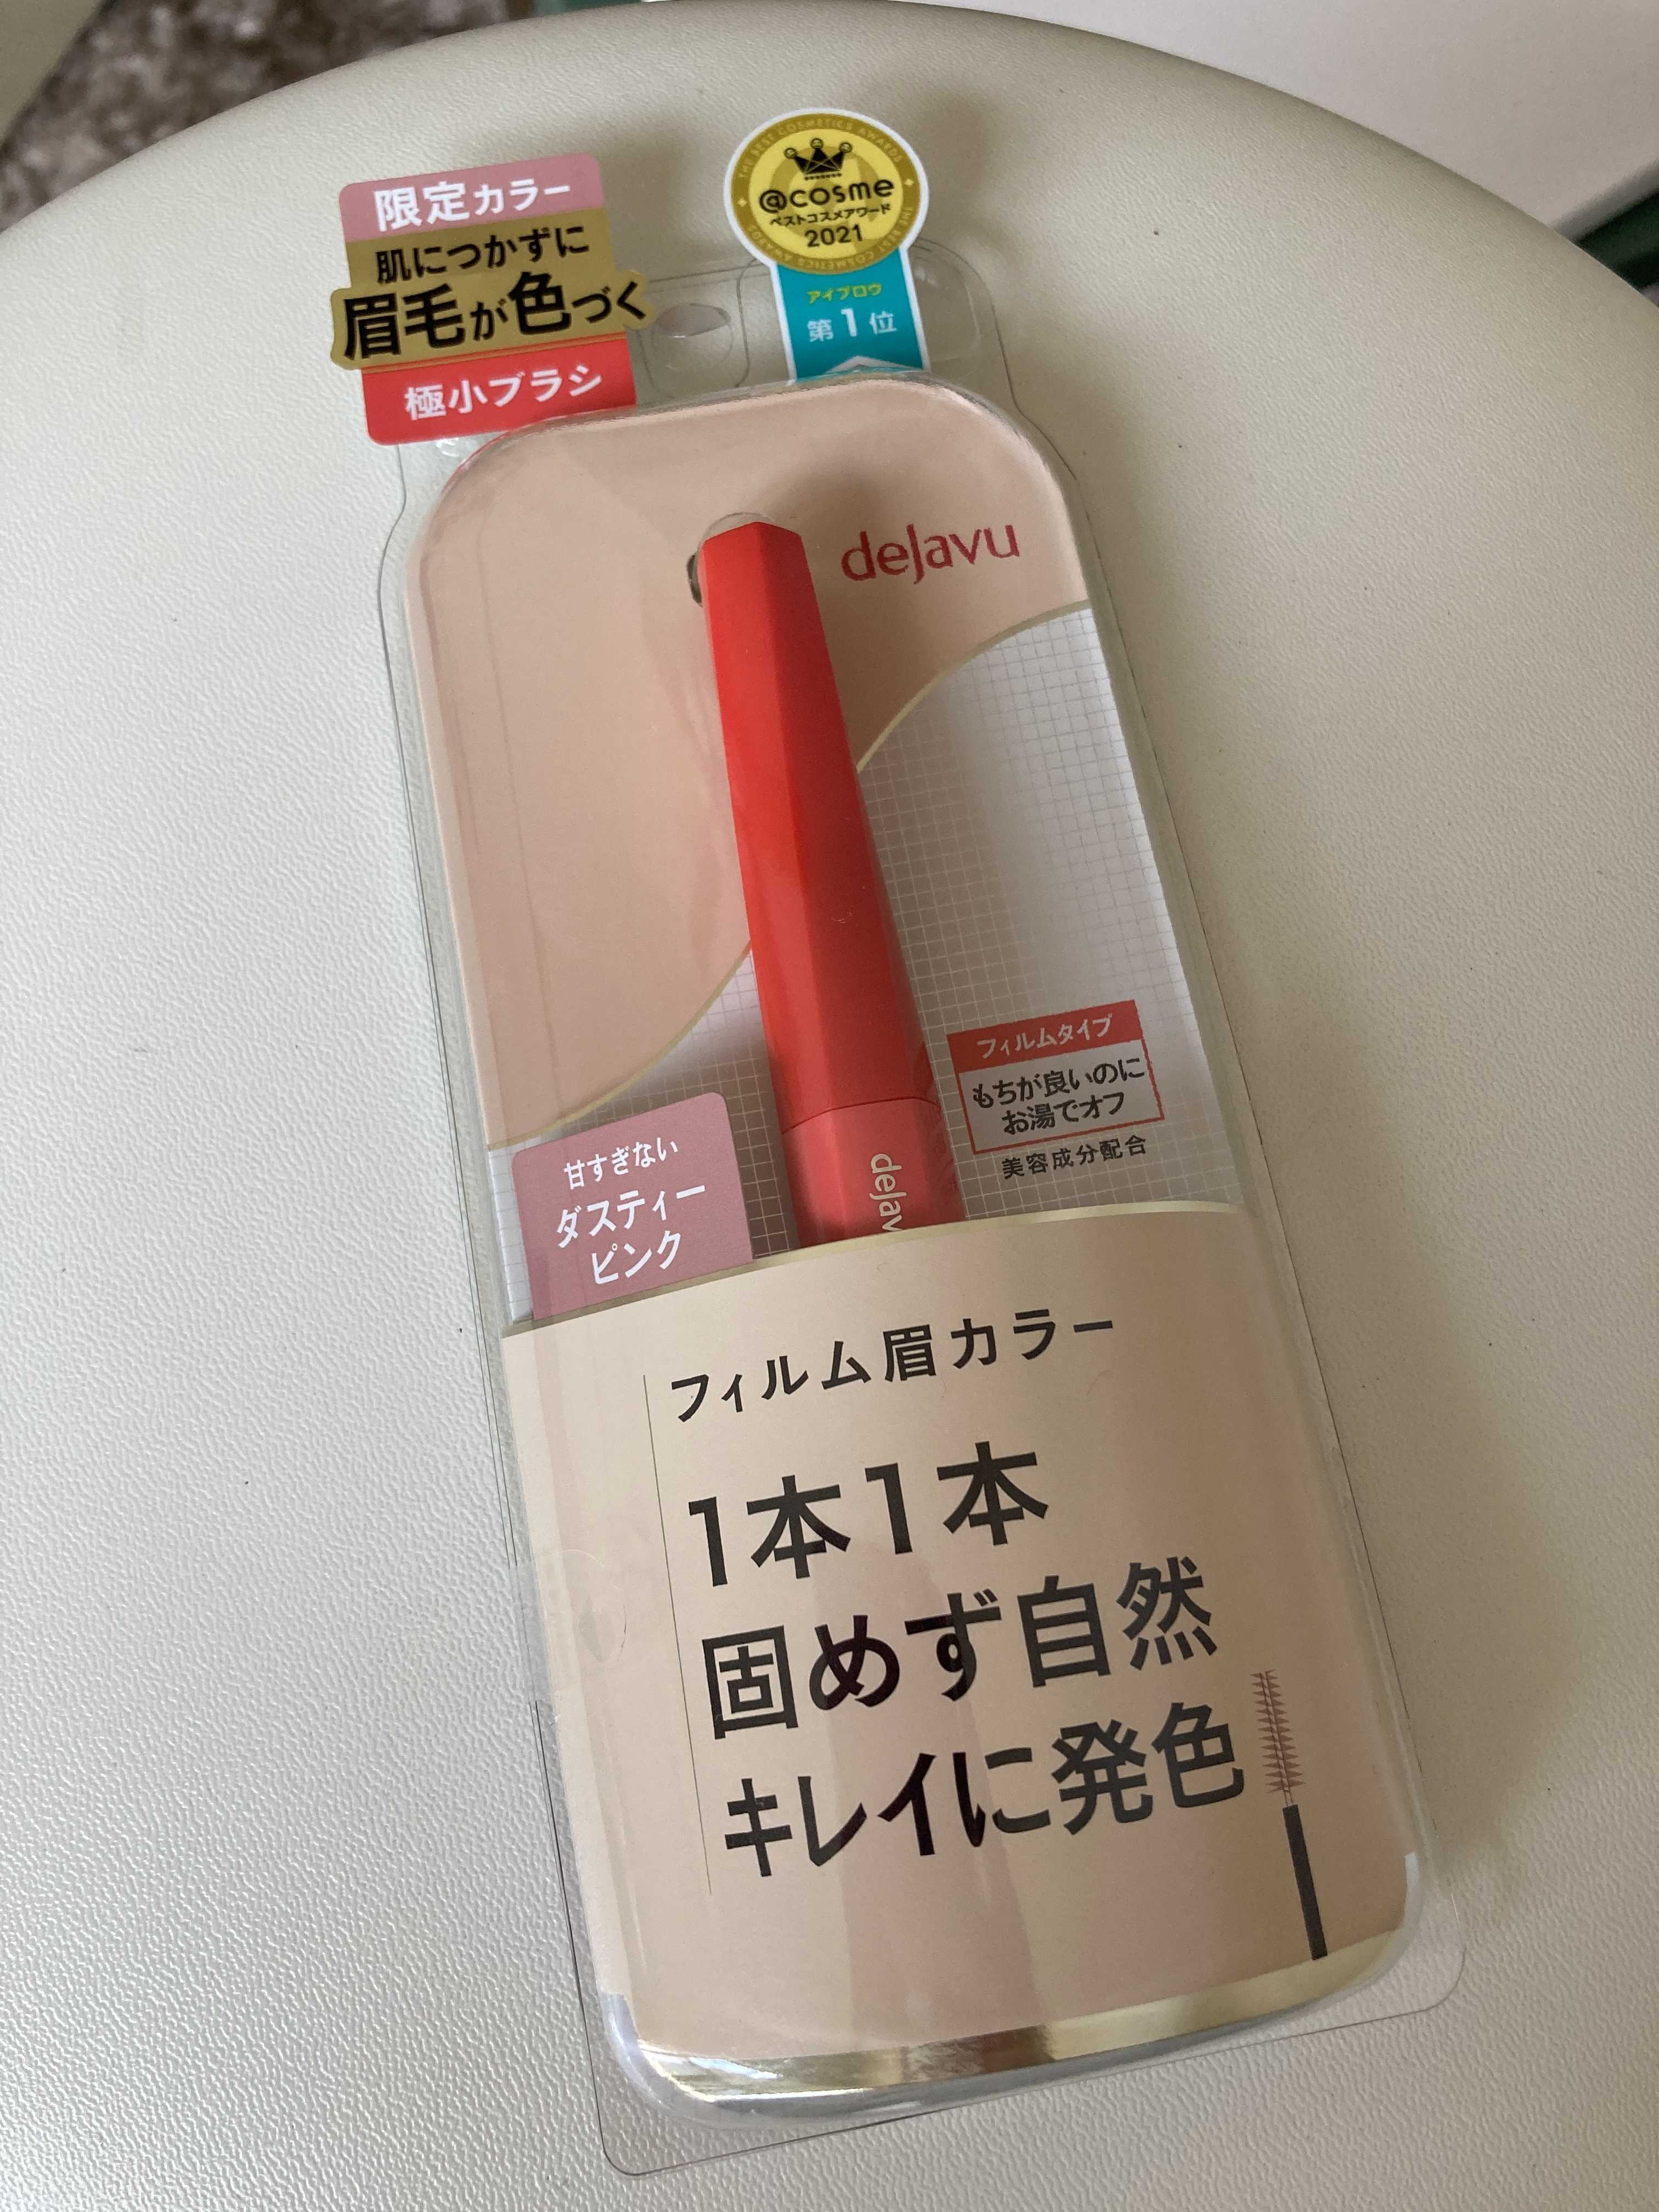 限定カラー
肌につかずに
眉毛が色づく
極小ブラシ
THE BEST COSMETICS AWARDS
@cosme
ベストコスメアワード
2021
THE BEST COSMETICS AWARDS
アイブロウ
第1位
dejavu
フィルムタイプ
もちが良いのに
お湯でオフ
美容成分配合
dejav
甘すぎない
ダスティー
ピンク
フィルム眉カラー
1本1本
固めず自然
キレイに発色